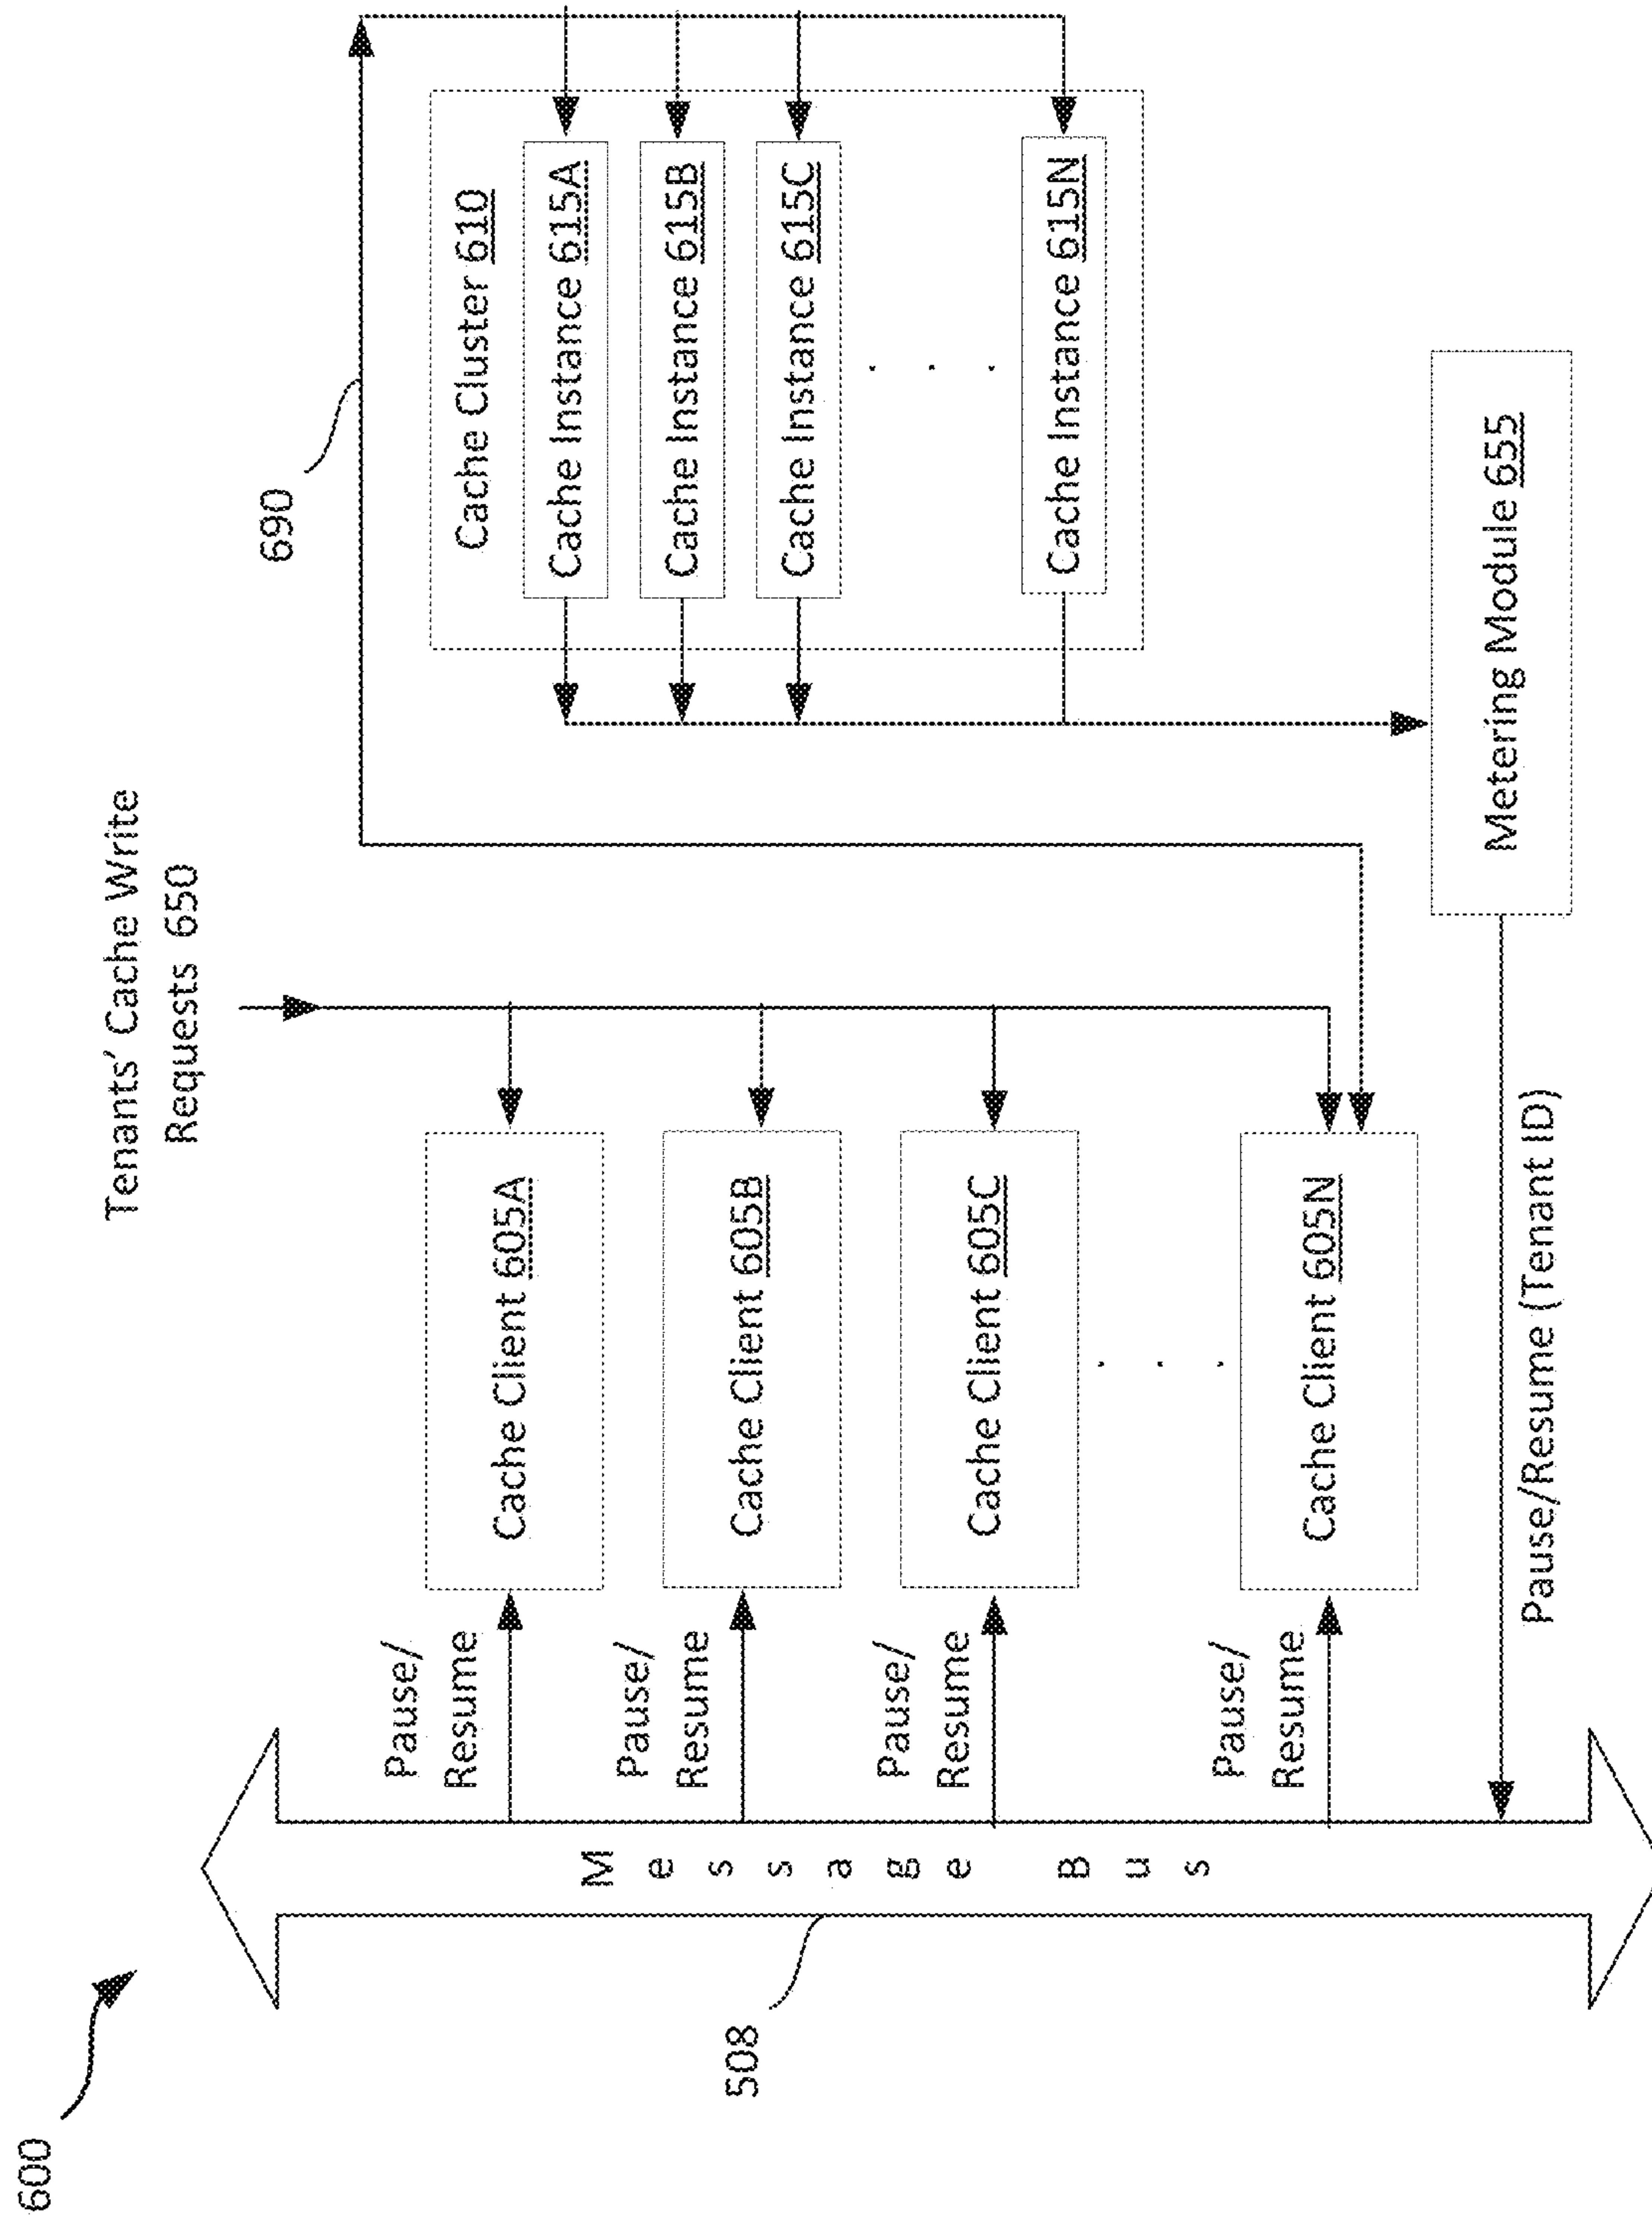 600
Tenants' Cache Write
Requests 650
690
Cache Cluster 610
Cache Instance 615A
Cache Instance 615B
Cache Instance 615C
. . .
Cache Instance 615N
Pause/
Resume
Cache Client 605A
Pause/
Resume
Cache Client 605B
Pause/
Resume
Cache Client 605C
. . .
Pause/
Resume
Cache Client 605N
Message Bus
508
Metering Module 655
Pause/Resume (Tenant ID)